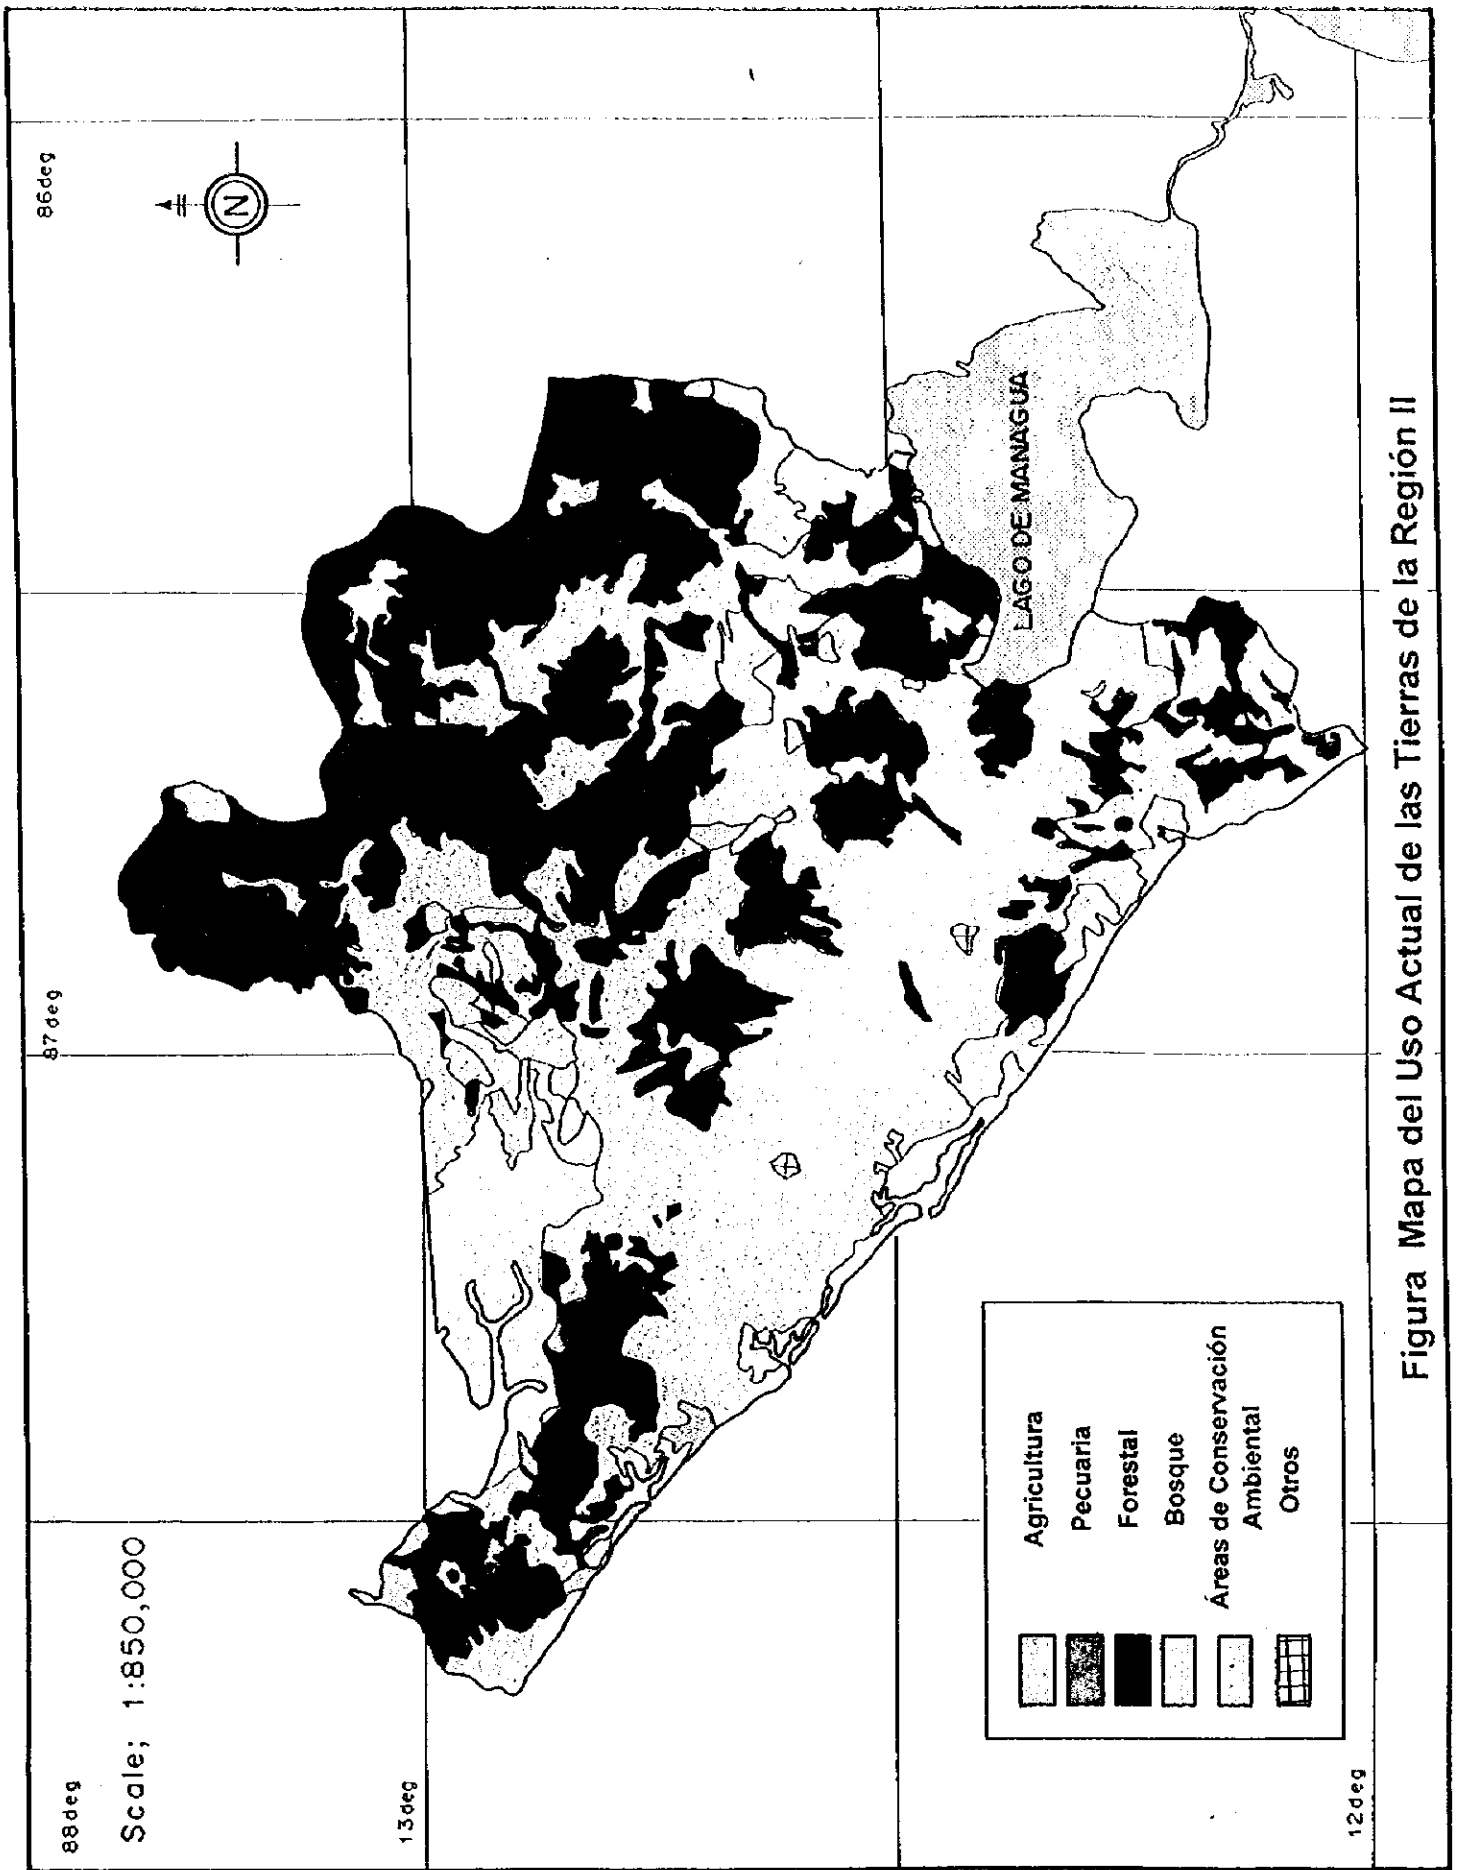 88deg
87deg
86deg
Scale; 1:850,000
N
13deg
12deg
LAGO DE MANAGUA
Agricultura
Pecuaria
Forestal
Bosque
Áreas de Conservación
Ambiental
Otros
Figura Mapa del Uso Actual de las Tierras de la Región II